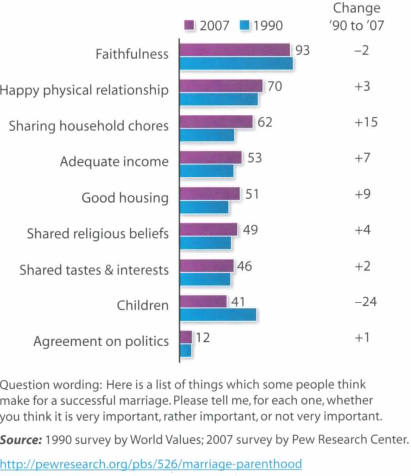 Change
2007 1990 '90 to '07
Faithfulness 93 –2
Happy physical relationship 70 +3
Sharing household chores 62 +15
Adequate income 53 +7
Good housing 51 +9
Shared religious beliefs 49 +4
Shared tastes & interests 46 +2
Children 41 –24
Agreement on politics 12 +1
Question wording: Here is a list of things which some people think
make for a successful marriage. Please tell me, for each one, whether
you think it is very important, rather important, or not very important.
Source: 1990 survey by World Values; 2007 survey by Pew Research Center.
http://pewresearch.org/pbs/526/marriage-parenthood